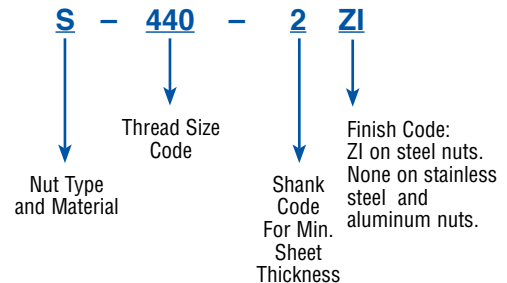 S – 440 – 2 ZI
Thread Size
Code
Nut Type
and Material
Shank
Code
For Min.
Sheet
Thickness
Finish Code:
ZI on steel nuts.
None on stainless
steel and
aluminum nuts.